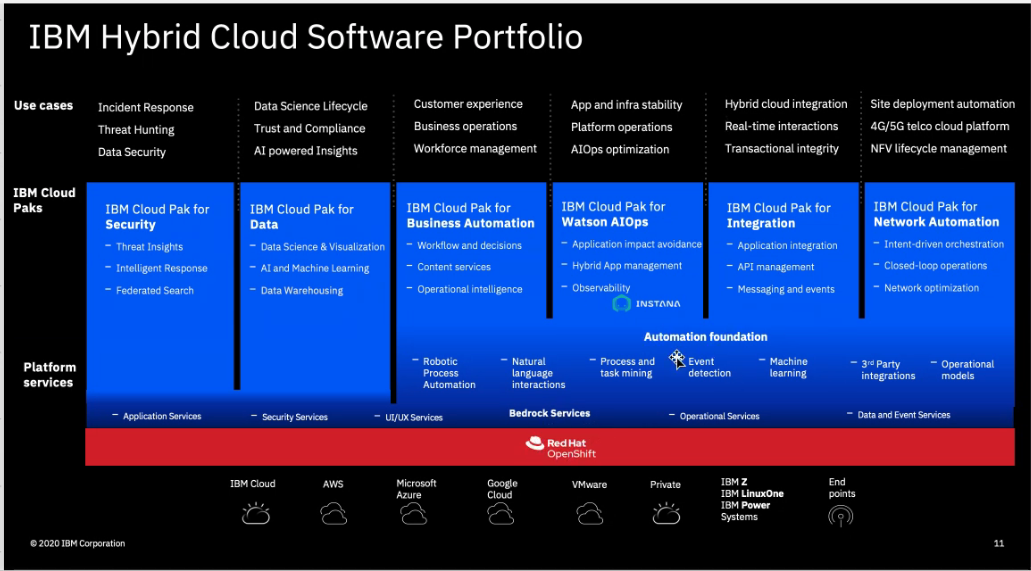 IBM Hybrid Cloud Software Portfolio
Use cases
Incident Response
Threat Hunting
Data Security
Data Science Lifecycle
Trust and Compliance
AI powered Insights
Customer experience
Business operations
Workforce management
App and infra stability
Platform operations
AIOps optimization
Hybrid cloud integration
Real-time interactions
Transactional integrity
Site deployment automation
4G/5G telco cloud platform
NFV lifecycle management
IBM Cloud
Paks
IBM Cloud Pak for
Security
– Threat Insights
– Intelligent Response
– Federated Search
IBM Cloud Pak for
Data
– Data Science & Visualization
– AI and Machine Learning
– Data Warehousing
IBM Cloud Pak for
Business Automation
– Workflow and decisions
– Content services
– Operational intelligence
IBM Cloud Pak for
Watson AIOps
– Application impact avoidance
– Hybrid App management
– Observability
INSTANA
IBM Cloud Pak for
Integration
– Application integration
– API management
– Messaging and events
IBM Cloud Pak for
Network Automation
– Intent-driven orchestration
– Closed-loop operations
– Network optimization
Platform
services
Automation foundation
– Robotic
Process
Automation
– Natural
language
interactions
– Process and
task mining
– Event
detection
– Machine
learning
– 3rd Party
integrations
– Operational
models
– Application Services
– Security Services
– UI/UX Services
Bedrock Services
– Operational Services
– Data and Event Services
Red Hat
OpenShift
IBM Cloud
AWS
Microsoft
Azure
Google
Cloud
VMware
Private
IBM Z
IBM LinuxOne
IBM Power
Systems
End
points
© 2020 IBM Corporation
11